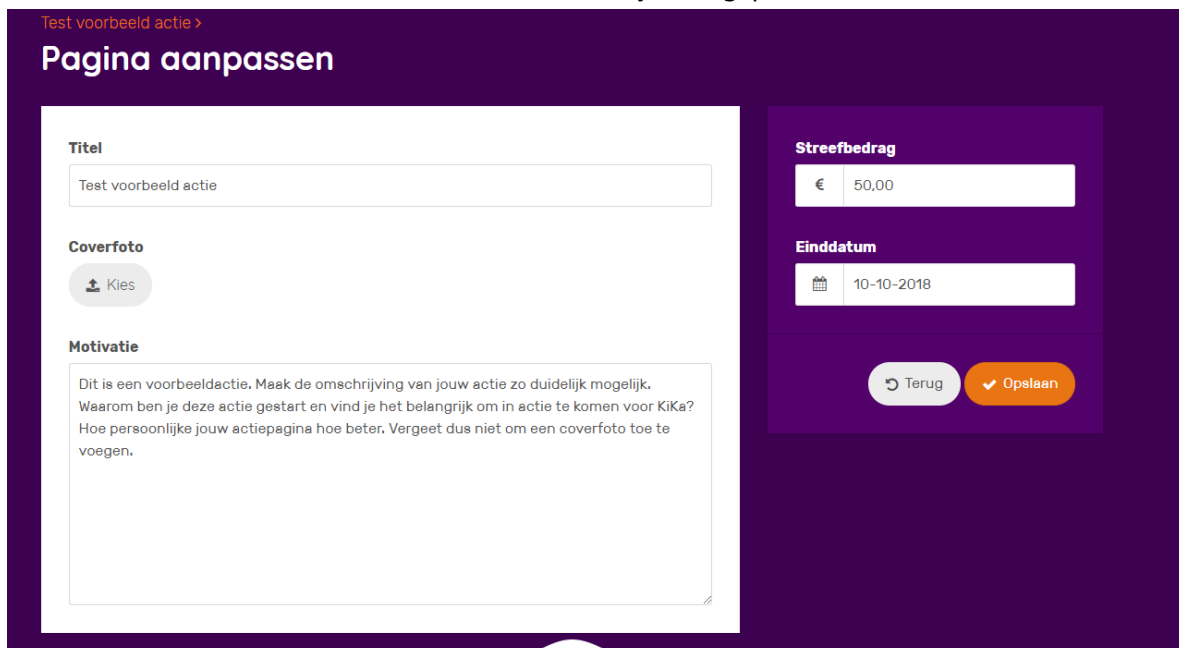 Test voorbeeld actie >
Pagina aanpassen
Titel
Test voorbeeld actie
Coverfoto
Kies
Motivatie
Dit is een voorbeeldactie. Maak de omschrijving van jouw actie zo duidelijk mogelijk.
Waarom ben je deze actie gestart en vind je het belangrijk om in actie te komen voor KiKa?
Hoe persoonlijke jouw actiepagina hoe beter. Vergeet dus niet om een coverfoto toe te
voegen.
Streefbedrag
€ 50,00
Einddatum
10-10-2018
Terug
Opslaan